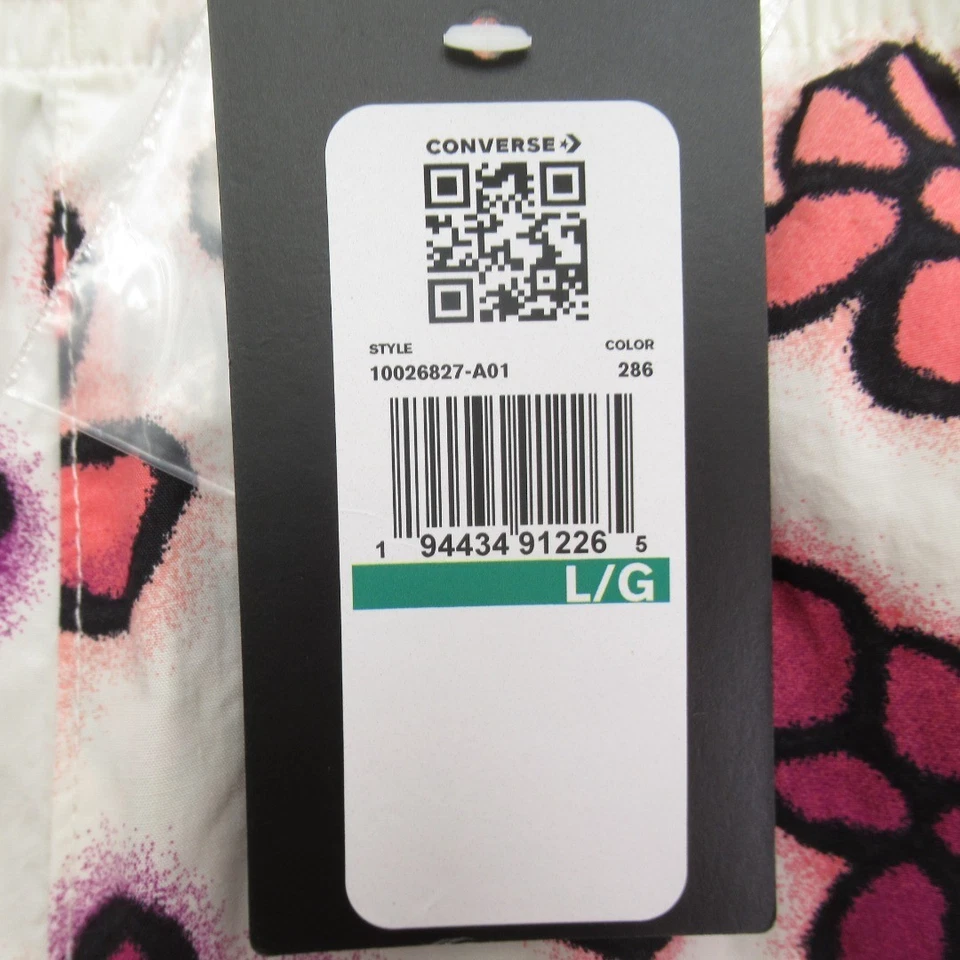 CONVERSE
STYLE COLOR
10026827-A01 286
1 94434 91226 5
L/G